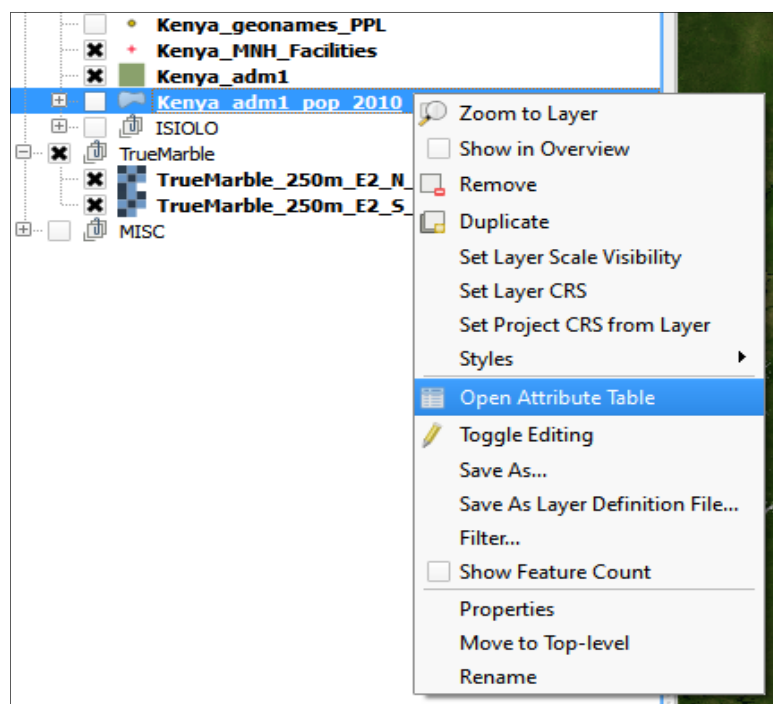 Kenya_geonames_PPL
Kenya_MNH_Facilities
Kenya_adm1
Kenya_adm1_pop_2010
ISIOLO
TrueMarble
TrueMarble_250m_E2_N_
TrueMarble_250m_E2_S_
MISC
Zoom to Layer
Show in Overview
Remove
Duplicate
Set Layer Scale Visibility
Set Layer CRS
Set Project CRS from Layer
Styles
Open Attribute Table
Toggle Editing
Save As...
Save As Layer Definition File...
Filter...
Show Feature Count
Properties
Move to Top-level
Rename